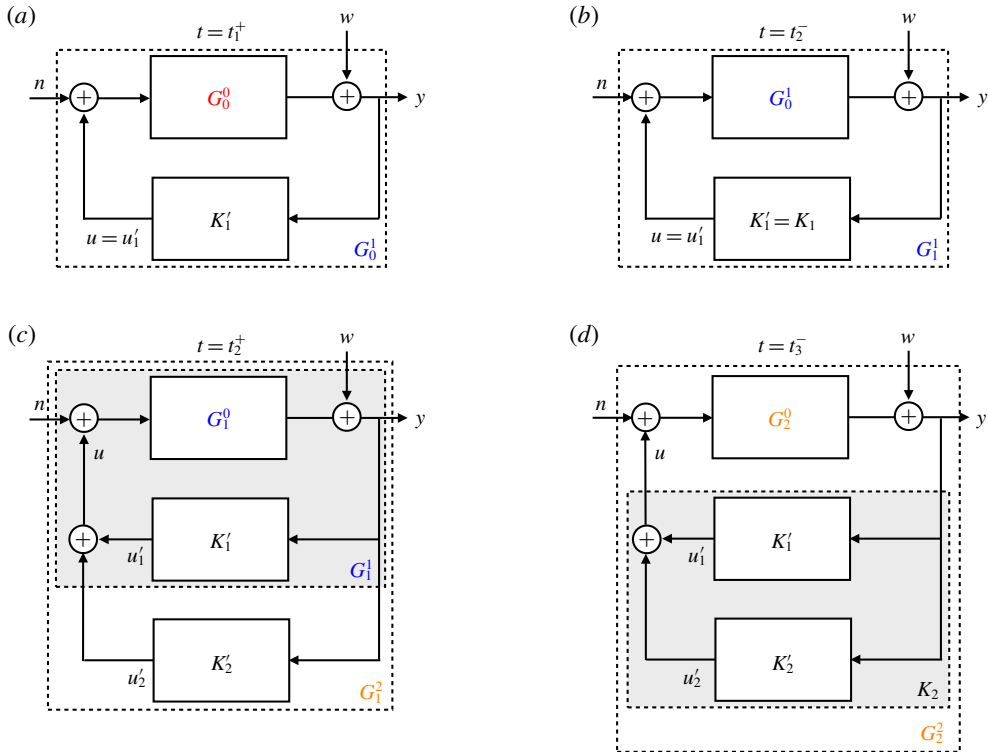 (a)
t = t₁⁺
w
n
+
G₀⁰
+
y
K₁′
u = u₁′
G₀¹
(b)
t = t₂⁻
w
n
+
G₀¹
+
y
K₁′ = K₁
u = u₁′
G₁¹
(c)
t = t₂⁺
w
n
+
G₁⁰
+
y
u
+
u₁′
K₁′
G₁¹
K₂′
u₂′
G₁²
(d)
t = t₃⁻
w
n
+
G₂⁰
+
y
u
+
u₁′
K₁′
K₂′
u₂′
K₂
G₂²